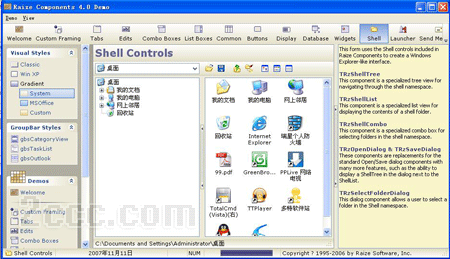 Raize Components 4.0 Demo
Demo View
Welcome Custom Framing Tabs Edits Combo Boxes List Boxes Common Buttons Display Database Widgets Shell Launcher Send Me
Visual Styles
Classic
Win XP
Gradient
System
MSOffice
Custom
GroupBar Styles
gbsCategoryView
gbsTaskList
gbsOutlook
Demos
Welcome
Custom Framing
Tabs
Edits
Combo Boxes
Shell Controls
桌面
桌面
我的文档
我的电脑
网上邻居
回收站
我的文档 我的电脑 网上邻居
回收站 Internet Explorer 瑞星个人防火墙
99.pdf GreenBro... PPLive 网络电视
TotalCmd (Vista)(右) TTPlayer 多特软件站
C:\Documents and Settings\Administrator\桌面
This form uses the Shell controls included in
Raize Components to create a Windows
Explorer-like interface.
TRzShellTree
This component is a specialized tree view for
navigating through the shell namespace.
TRzShellList
This component is a specialized list view for
displaying the contents of a shell folder.
TRzShellCombo
This component is a specialized combo box for
selecting folders in the shell namespace.
TRzOpenDialog & TRzSaveDialog
These components are replacements for the
standard Open/Save dialog components with
many more features, such as the ability to
display a ShellTree in the dialog next to the
ShellList.
TRzSelectFolderDialog
This dialog component allows a user to select a
folder in the Shell namespace.
Shell Controls 2007年11月11日 NUM Copyright ? 1995-2006 by Raize Software, Inc.